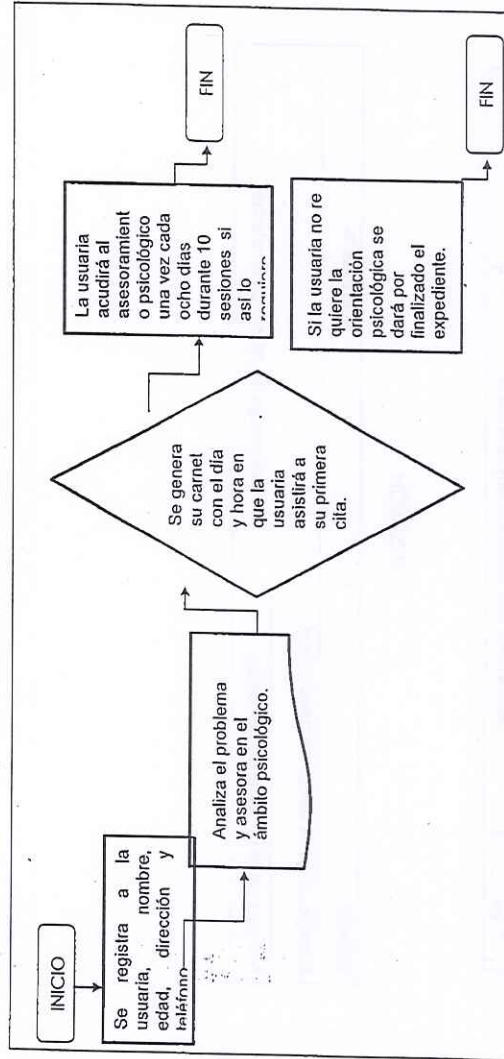 INICIO
Se registra a la
usuaria, nombre,
edad, dirección y
teléfono
Analiza el problema
y asesora en el
ámbito psicológico.
Se genera
su carnet
con el día
y hora en
que la
usuaria
asistirá a
su primera
cita.
La usuaria
acudirá al
asesoramient
o psicológico
una vez cada
ocho días
durante 10
sesiones si
así lo
requiere
FIN
Si la usuaria no re
quiere la
orientación
psicológica se
dará por
finalizado el
expediente.
FIN